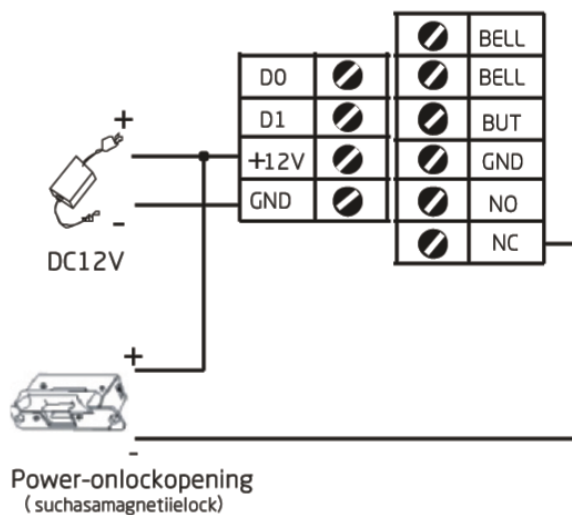 BELL
D0 BELL
D1 BUT
+12V GND
GND NO
NC
+
-
DC12V
+
-
Power-onlockopening
(suchasamagnetiielock)